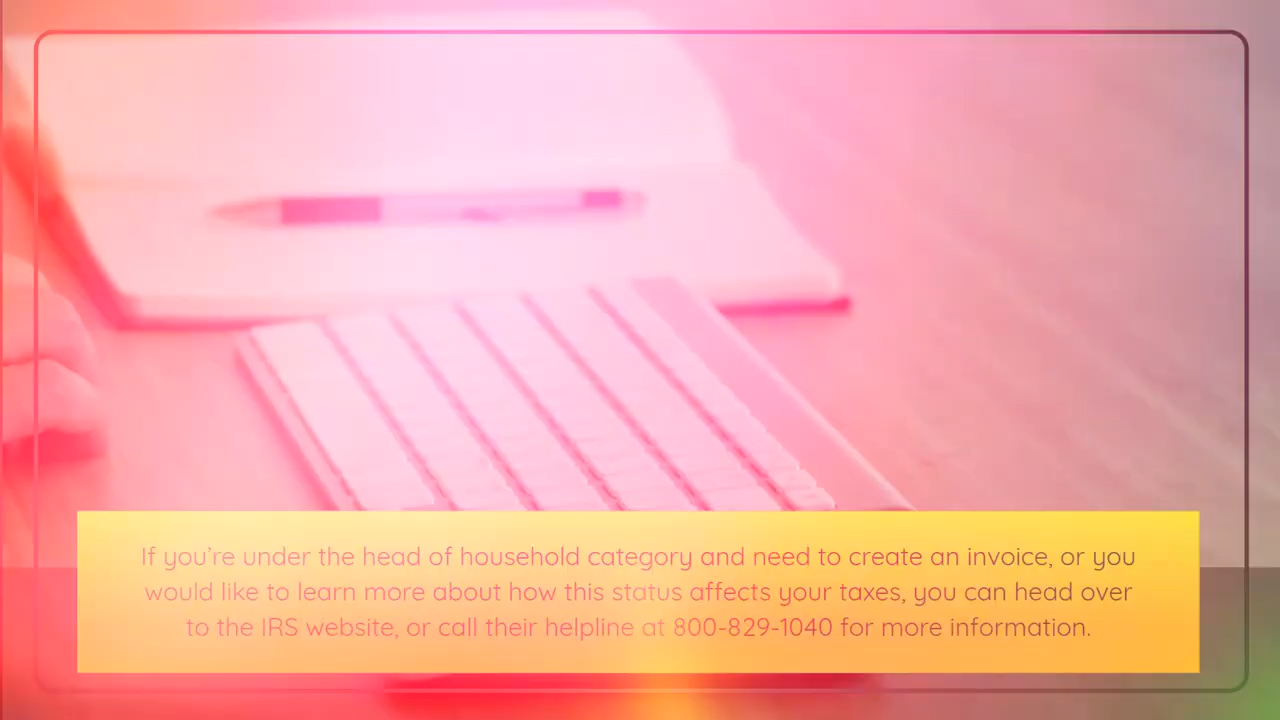 If you’re under the head of household category and need to create an invoice, or you
would like to learn more about how this status affects your taxes, you can head over
to the IRS website, or call their helpline at 800-829-1040 for more information.